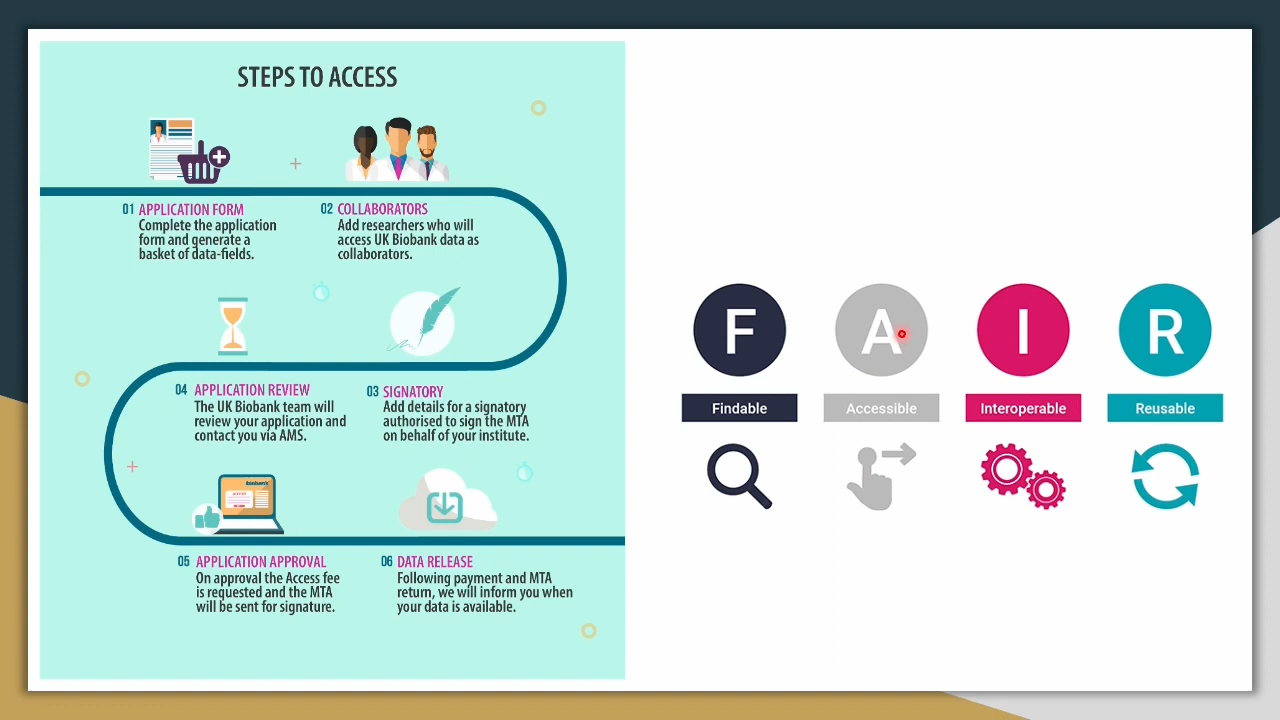 STEPS TO ACCESS
01 APPLICATION FORM
Complete the application
form and generate a
basket of data-fields.
02 COLLABORATORS
Add researchers who will
access UK Biobank data as
collaborators.
03 SIGNATORY
Add details for a signatory
authorised to sign the MTA
on behalf of your institute.
04 APPLICATION REVIEW
The UK Biobank team will
review your application and
contact you via AMS.
05 APPLICATION APPROVAL
On approval the Access fee
is requested and the MTA
will be sent for signature.
06 DATA RELEASE
Following payment and MTA
return, we will inform you when
your data is available.
F A I R
Findable Accessible Interoperable Reusable